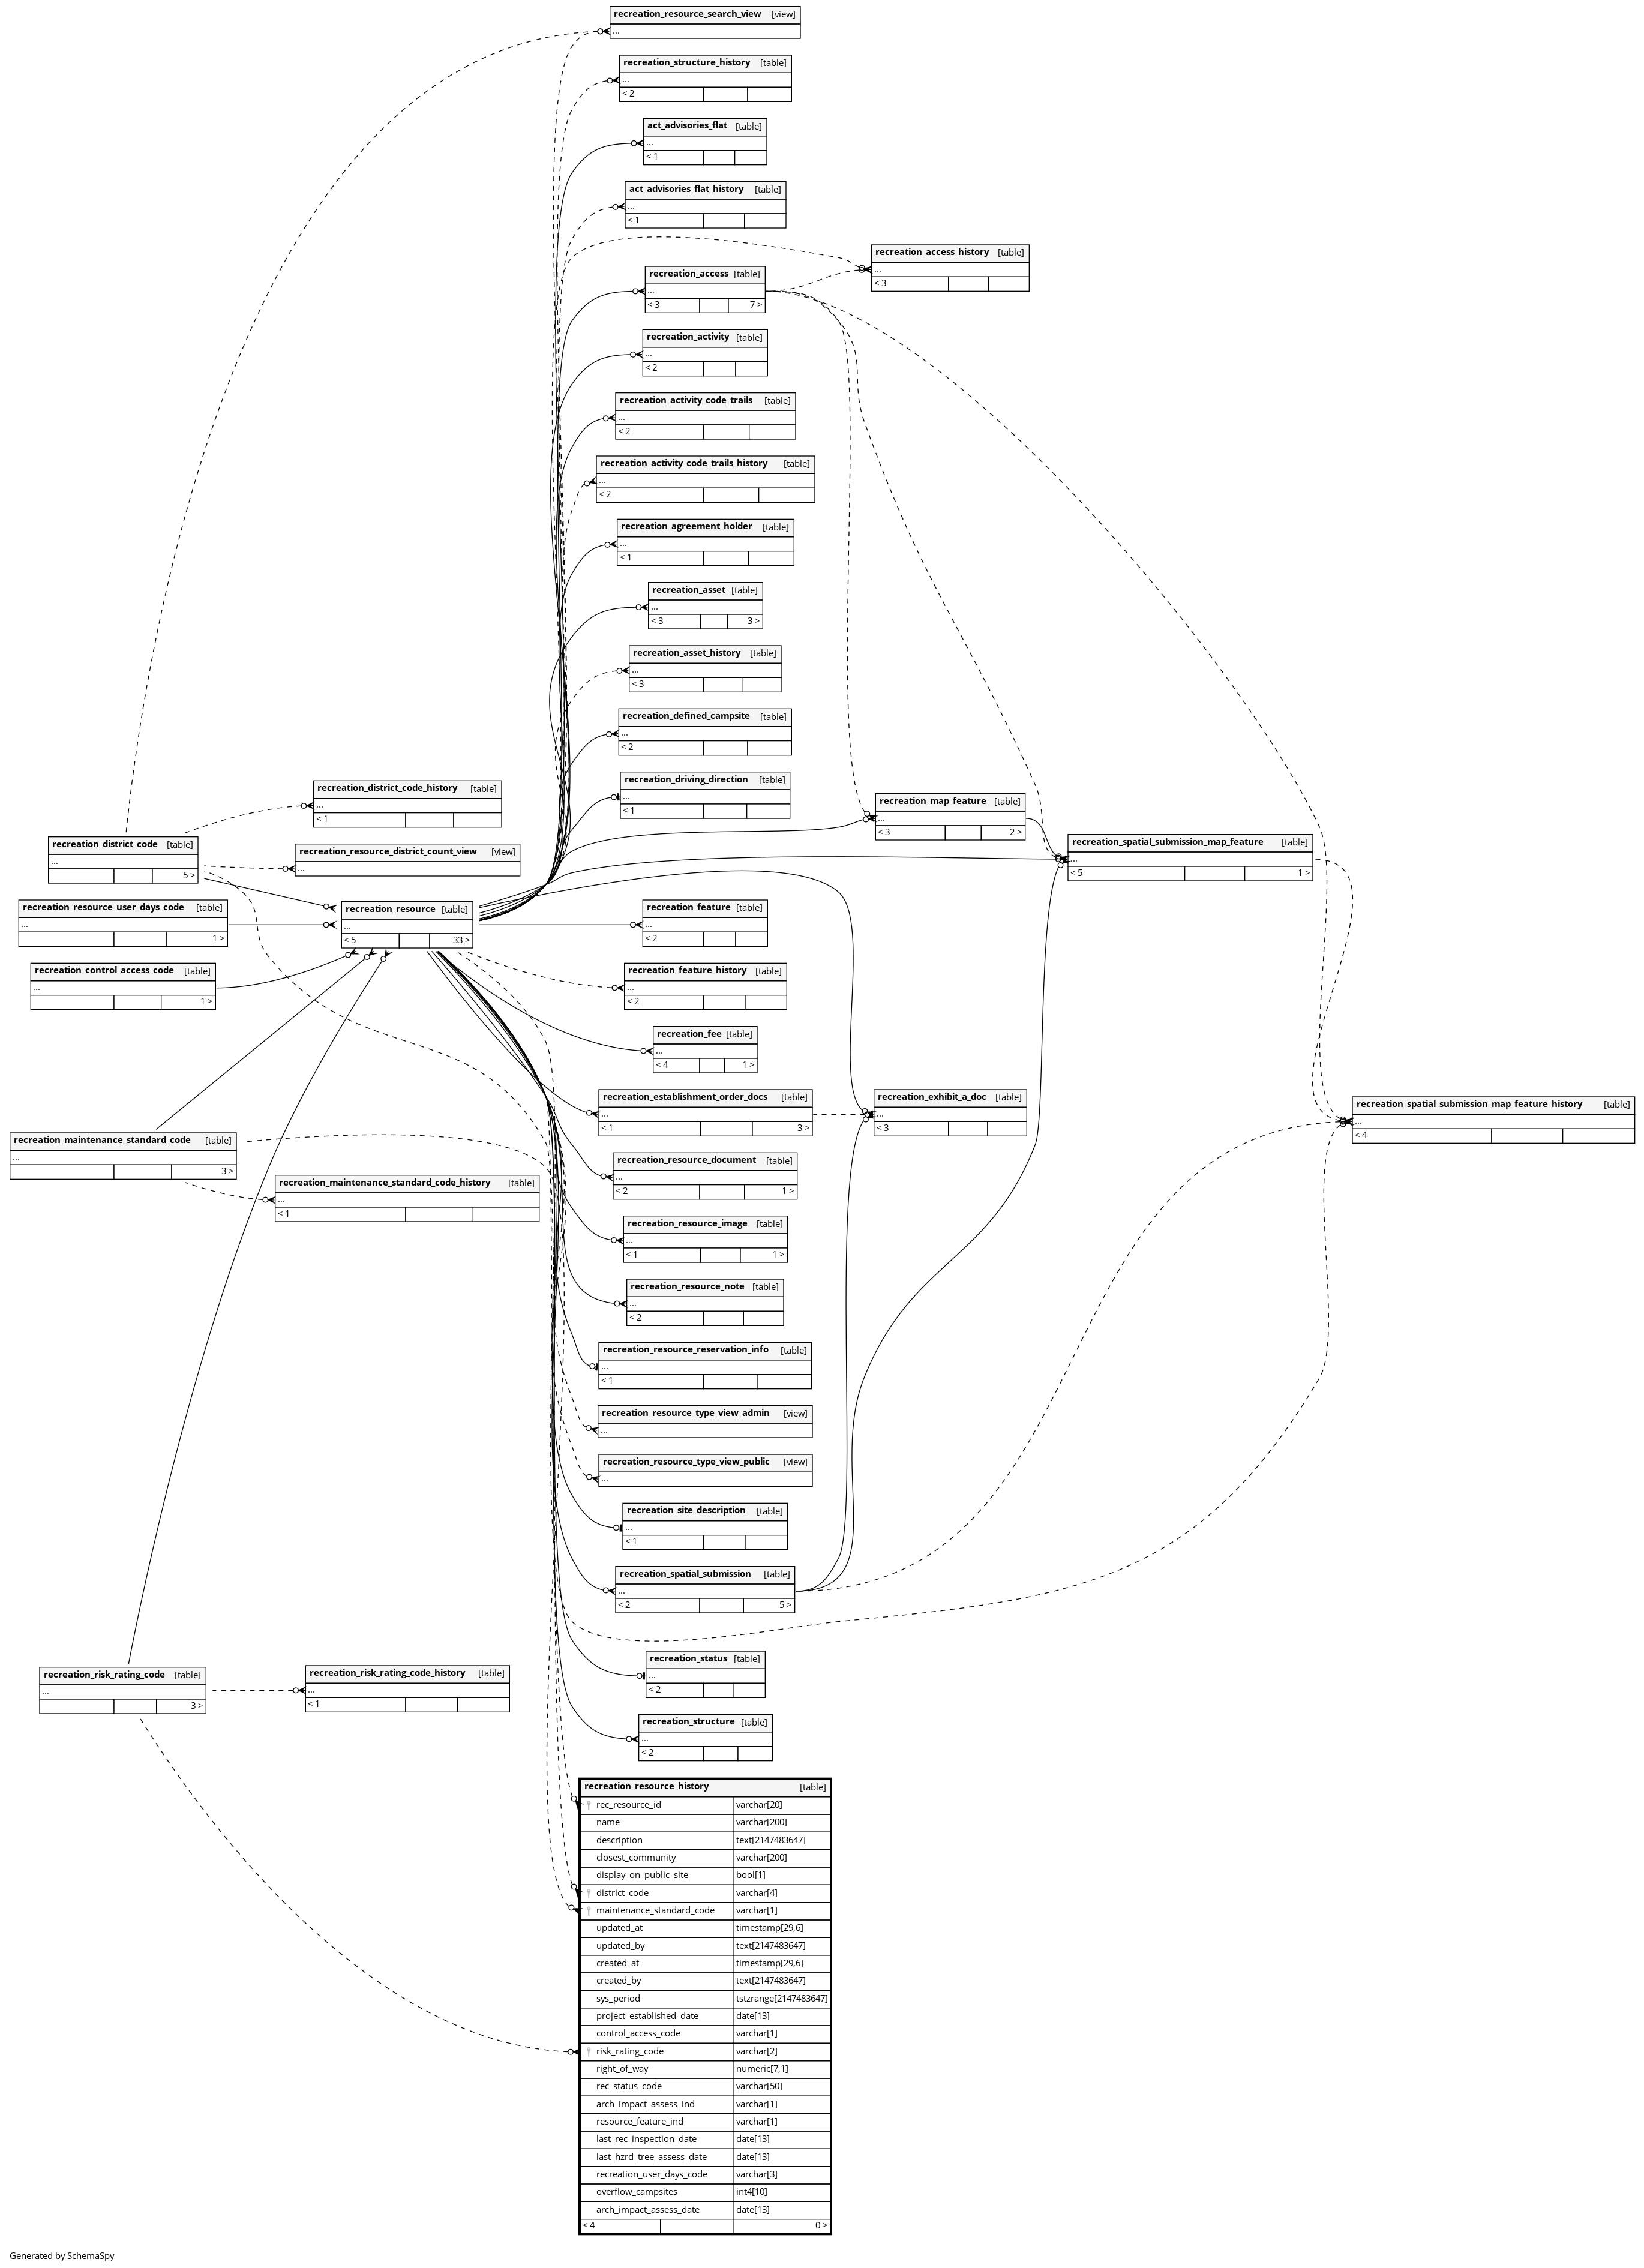 recreation_resource_search_view [view]
...
recreation_structure_history [table]
...
< 2
act_advisories_flat [table]
...
< 1
act_advisories_flat_history [table]
...
< 1
recreation_access_history [table]
...
< 3
recreation_access [table]
...
< 3 7 >
recreation_activity [table]
...
< 2
recreation_activity_code_trails [table]
...
< 2
recreation_activity_code_trails_history [table]
...
< 2
recreation_agreement_holder [table]
...
< 1
recreation_asset [table]
...
< 3 3 >
recreation_asset_history [table]
...
< 3
recreation_defined_campsite [table]
...
< 2
recreation_driving_direction [table]
...
< 1
recreation_district_code_history [table]
...
< 1
recreation_map_feature [table]
...
< 3 2 >
recreation_spatial_submission_map_feature [table]
...
< 5 1 >
recreation_district_code [table]
...
5 >
recreation_resource_district_count_view [view]
...
recreation_resource_user_days_code [table]
...
1 >
recreation_resource [table]
...
< 5 33 >
recreation_feature [table]
...
< 2
recreation_control_access_code [table]
...
1 >
recreation_feature_history [table]
...
< 2
recreation_fee [table]
...
< 4 1 >
recreation_establishment_order_docs [table]
...
< 1 3 >
recreation_exhibit_a_doc [table]
...
< 3
recreation_spatial_submission_map_feature_history [table]
...
< 4
recreation_maintenance_standard_code [table]
...
3 >
recreation_maintenance_standard_code_history [table]
...
< 1
recreation_resource_document [table]
...
< 2 1 >
recreation_resource_image [table]
...
< 1 1 >
recreation_resource_note [table]
...
< 2
recreation_resource_reservation_info [table]
...
< 1
recreation_resource_type_view_admin [view]
...
recreation_resource_type_view_public [view]
...
recreation_site_description [table]
...
< 1
recreation_spatial_submission [table]
...
< 2 5 >
recreation_status [table]
...
< 2
recreation_risk_rating_code [table]
...
3 >
recreation_risk_rating_code_history [table]
...
< 1
recreation_structure [table]
...
< 2
recreation_resource_history [table]
rec_resource_id varchar[20]
name varchar[200]
description text[2147483647]
closest_community varchar[200]
display_on_public_site bool[1]
district_code varchar[4]
maintenance_standard_code varchar[1]
updated_at timestamp[29,6]
updated_by text[2147483647]
created_at timestamp[29,6]
created_by text[2147483647]
sys_period tstzrange[2147483647]
project_established_date date[13]
control_access_code varchar[1]
risk_rating_code varchar[2]
right_of_way numeric[7,1]
rec_status_code varchar[50]
arch_impact_assess_ind varchar[1]
resource_feature_ind varchar[1]
last_rec_inspection_date date[13]
last_hzrd_tree_assess_date date[13]
recreation_user_days_code varchar[3]
overflow_campsites int4[10]
arch_impact_assess_date date[13]
< 4 0 >
Generated by SchemaSpy